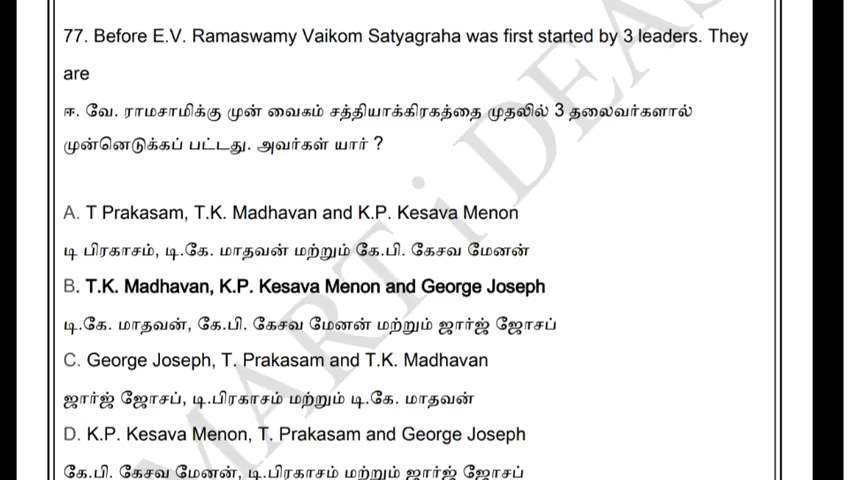 77. Before E.V. Ramaswamy Vaikom Satyagraha was first started by 3 leaders. They
are
ஈ. வே. ராமசாமிக்கு முன் வைகம் சத்தியாக்கிரகத்தை முதலில் 3 தலைவர்களால்
முன்னெடுக்கப் பட்டது. அவர்கள் யார் ?
A. T Prakasam, T.K. Madhavan and K.P. Kesava Menon
டி பிரகாசம், டி.கே. மாதவன் மற்றும் கே.பி. கேசவ மேனன்
B. T.K. Madhavan, K.P. Kesava Menon and George Joseph
டி.கே. மாதவன், கே.பி. கேசவ மேனன் மற்றும் ஜார்ஜ் ஜோசப்
C. George Joseph, T. Prakasam and T.K. Madhavan
ஜார்ஜ் ஜோசப், டி.பிரகாசம் மற்றும் டி.கே. மாதவன்
D. K.P. Kesava Menon, T. Prakasam and George Joseph
கே.பி. கேசவ மேனன், டி.பிரகாசம் மற்றும் ஜார்ஜ் ஜோசப்
MART i DEAS